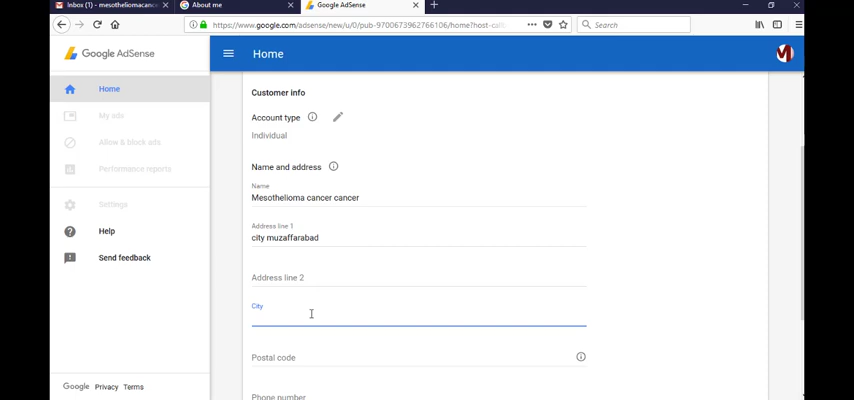 Inbox (1) - mesotheliomacance
About me
Google AdSense
https://www.google.com/adsense/new/u/0/pub-9700673962766106/home?host-call
Search
Google AdSense
Home
Home
My ads
Allow & block ads
Performance reports
Settings
Help
Send feedback
Customer info
Account type
Individual
Name and address
Name
Mesothelioma cancer cancer
Address line 1
city muzaffarabad
Address line 2
City
Postal code
Phone number
Google Privacy Terms